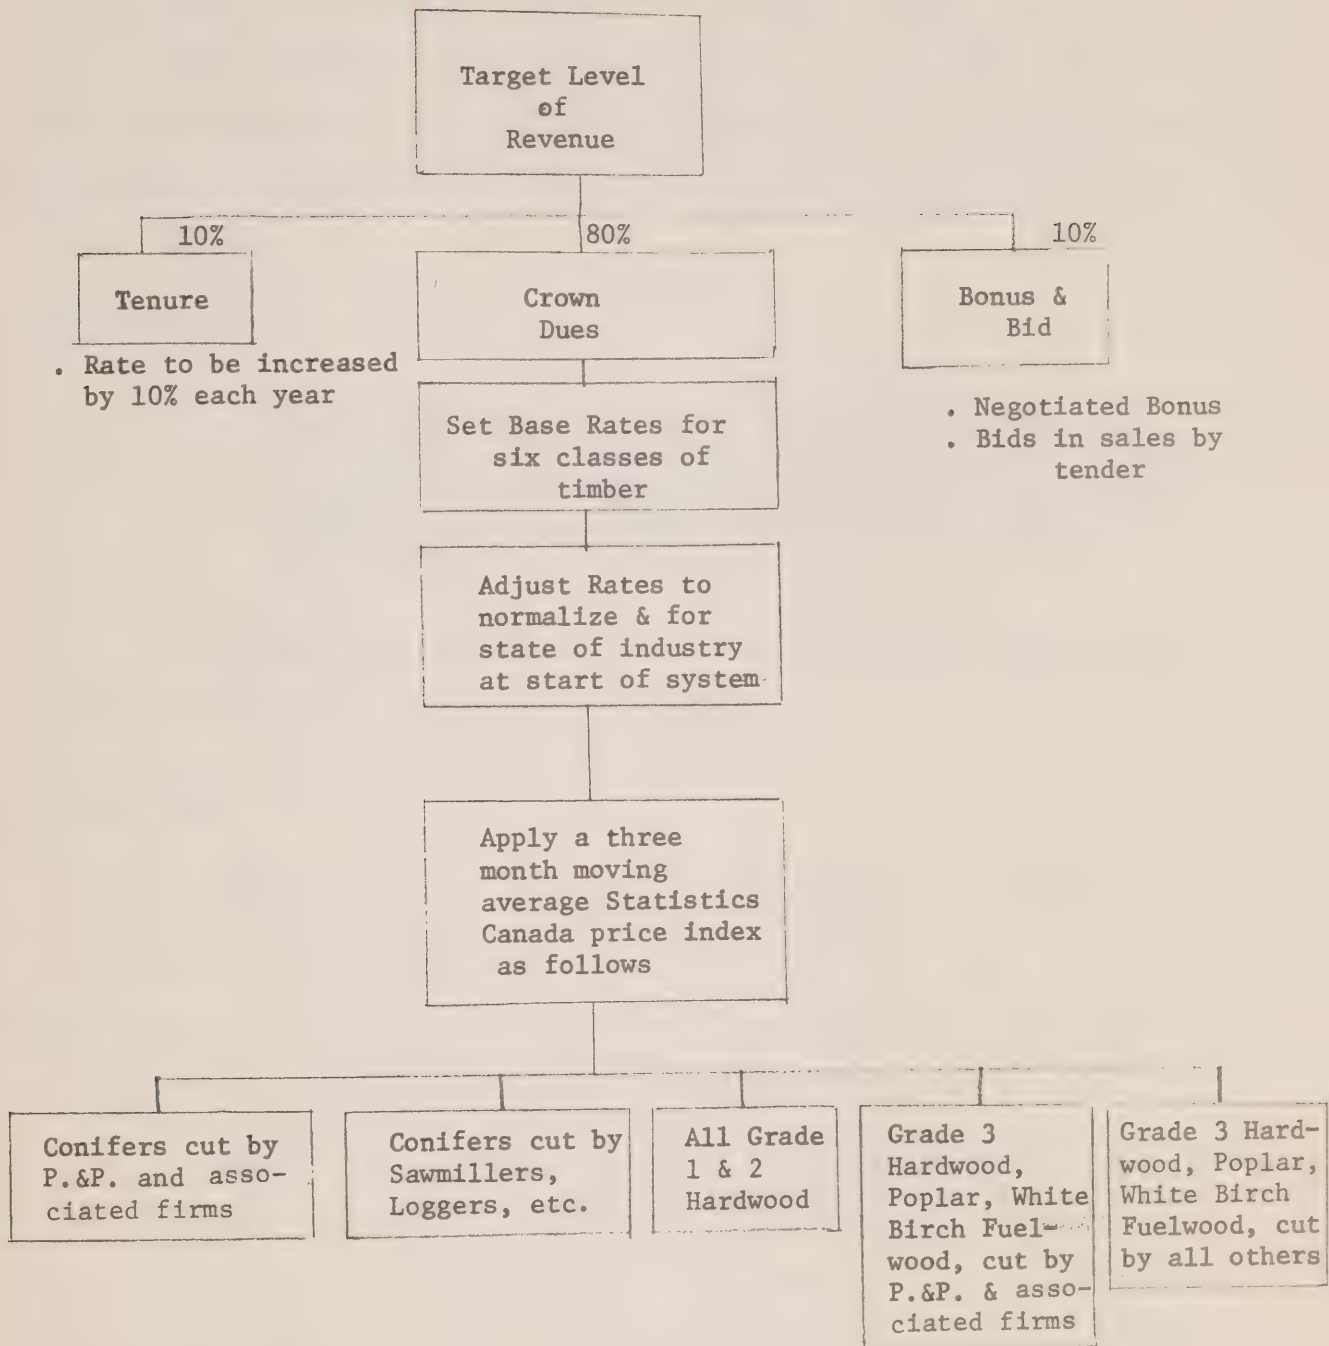 Target Level
of
Revenue
10%
80%
10%
Tenure
Crown
Dues
Bonus &
Bid
. Rate to be increased
by 10% each year
. Negotiated Bonus
. Bids in sales by
tender
Set Base Rates for
six classes of
timber
Adjust Rates to
normalize & for
state of industry
at start of system
Apply a three
month moving
average Statistics
Canada price index
as follows
Conifers cut by
P.&P. and asso-
ciated firms
Conifers cut by
Sawmillers,
Loggers, etc.
All Grade
1 & 2
Hardwood
Grade 3
Hardwood,
Poplar, White
Birch Fuel-
wood, cut by
P.&P. & asso-
ciated firms
Grade 3 Hard-
wood, Poplar,
White Birch
Fuelwood, cut
by all others